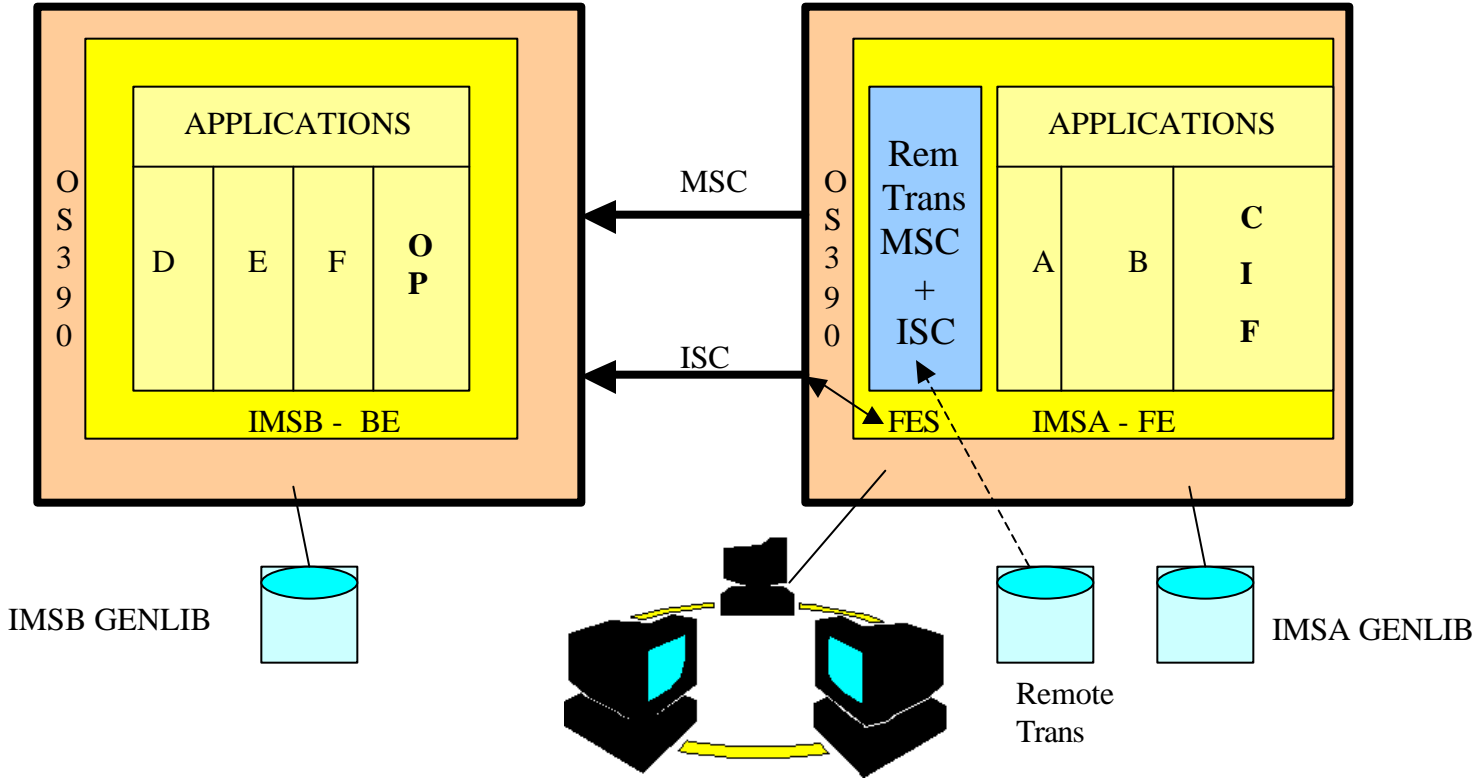 APPLICATIONS
O
S
3
9
0
D
E
F
O
P
IMSB - BE
IMSB GENLIB
MSC
ISC
O
S
3
9
0
Rem
Trans
MSC
+
ISC
APPLICATIONS
A
B
C
I
F
FES
IMSA - FE
Remote
Trans
IMSA GENLIB